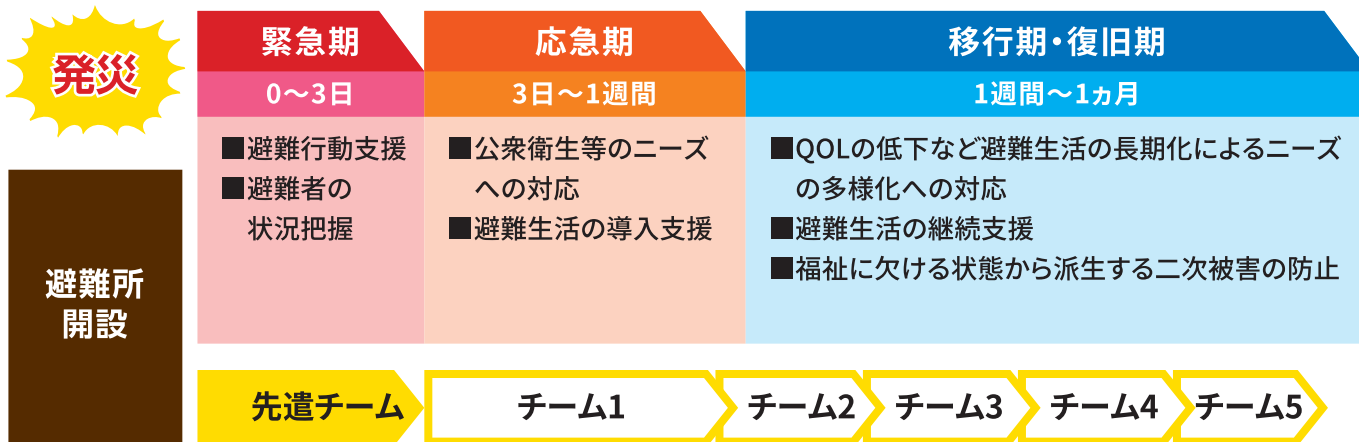 発災
緊急期
応急期
移行期・復旧期
0〜3日
3日〜1週間
1週間〜1ヵ月
■避難行動支援
■避難者の
状況把握
■公衆衛生等のニーズ
への対応
■避難生活の導入支援
■QOLの低下など避難生活の長期化によるニーズ
の多様化への対応
■避難生活の継続支援
■福祉に欠ける状態から派生する二次被害の防止
避難所
開設
先遣チーム
チーム1
チーム2
チーム3
チーム4
チーム5